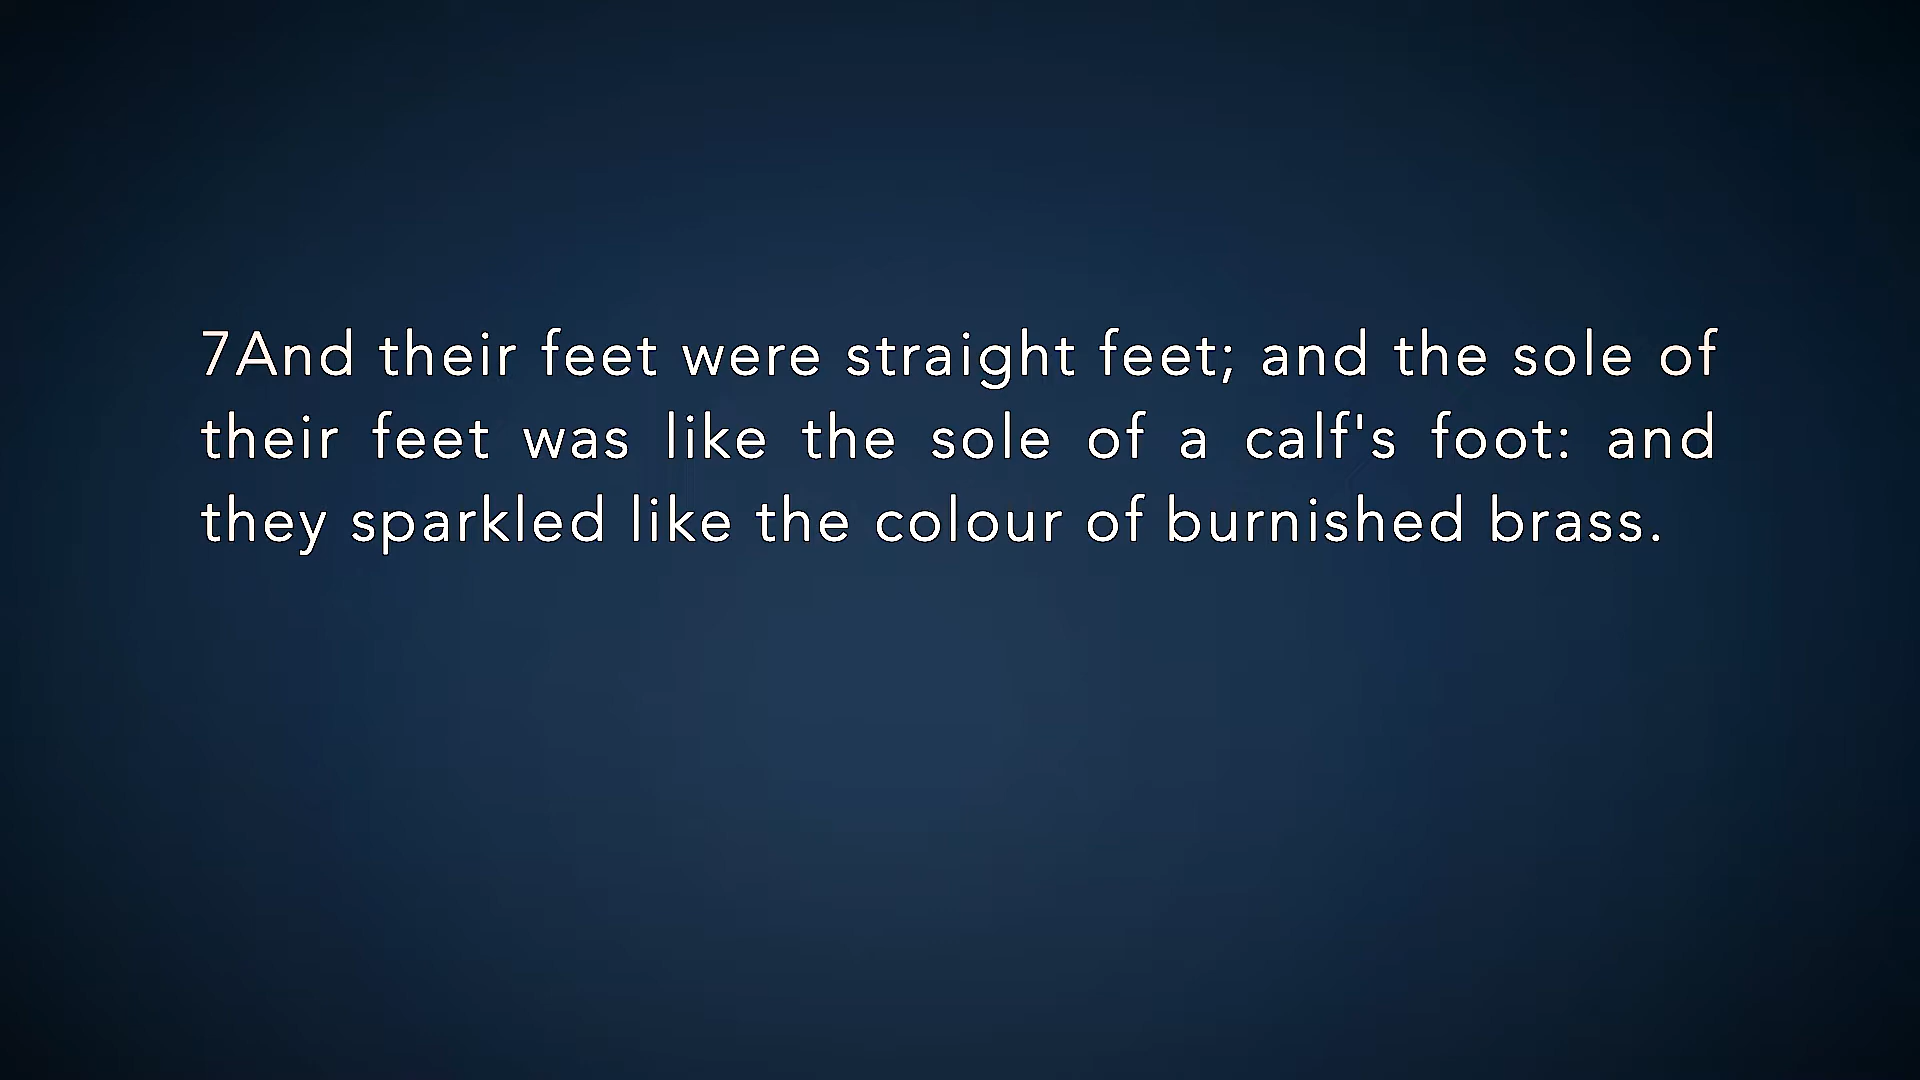 7And their feet were straight feet; and the sole of
their feet was like the sole of a calf's foot: and
they sparkled like the colour of burnished brass.